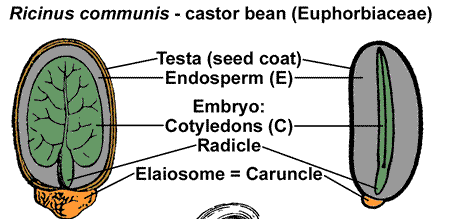 Ricinus communis - castor bean (Euphorbiaceae)
Testa (seed coat)
Endosperm (E)
Embryo:
Cotyledons (C)
Radicle
Elaiosome = Caruncle